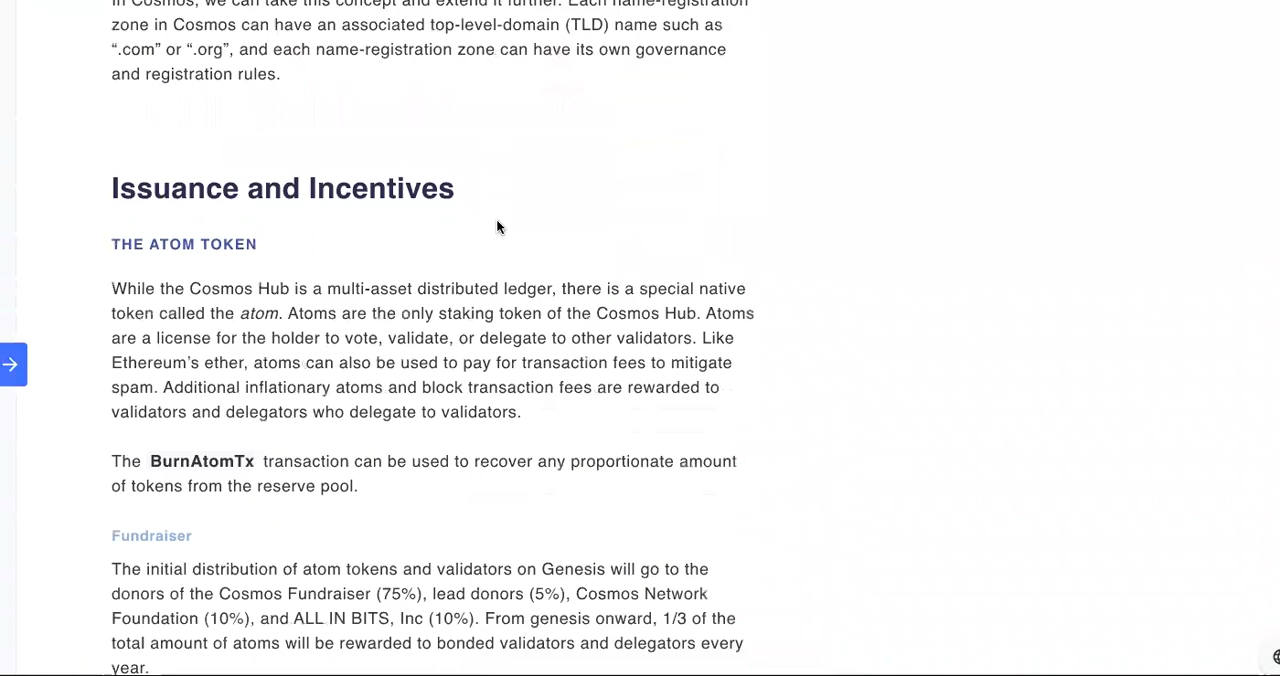 In Cosmos, we can take this concept and extend it further. Each name-registration
zone in Cosmos can have an associated top-level-domain (TLD) name such as
“.com” or “.org”, and each name-registration zone can have its own governance
and registration rules.
Issuance and Incentives
THE ATOM TOKEN
While the Cosmos Hub is a multi-asset distributed ledger, there is a special native
token called the atom. Atoms are the only staking token of the Cosmos Hub. Atoms
are a license for the holder to vote, validate, or delegate to other validators. Like
Ethereum’s ether, atoms can also be used to pay for transaction fees to mitigate
spam. Additional inflationary atoms and block transaction fees are rewarded to
validators and delegators who delegate to validators.
The BurnAtomTx transaction can be used to recover any proportionate amount
of tokens from the reserve pool.
Fundraiser
The initial distribution of atom tokens and validators on Genesis will go to the
donors of the Cosmos Fundraiser (75%), lead donors (5%), Cosmos Network
Foundation (10%), and ALL IN BITS, Inc (10%). From genesis onward, 1/3 of the
total amount of atoms will be rewarded to bonded validators and delegators every
year.